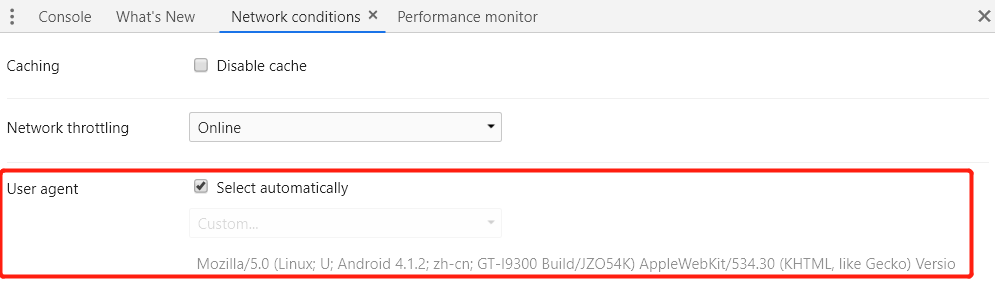 Console What's New Network conditions Performance monitor
Caching Disable cache
Network throttling Online
User agent Select automatically
Custom...
Mozilla/5.0 (Linux; U; Android 4.1.2; zh-cn; GT-I9300 Build/JZO54K) AppleWebKit/534.30 (KHTML, like Gecko) Versio